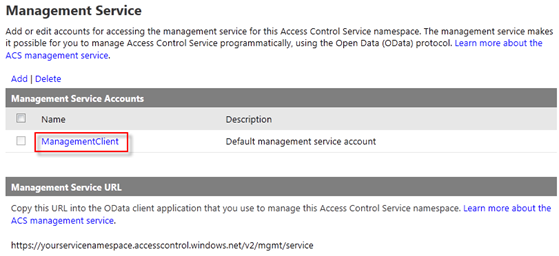 Management Service
Add or edit accounts for accessing the management service for this Access Control Service namespace. The management service makes
it possible for you to manage Access Control Service programmatically, using the Open Data (OData) protocol. Learn more about the
ACS management service.
Add | Delete
Management Service Accounts
Name Description
ManagementClient Default management service account
Management Service URL
Copy this URL into the OData client application that you use to manage this Access Control Service namespace. Learn more about the
ACS management service.
https://yourservicenamespace.accesscontrol.windows.net/v2/mgmt/service